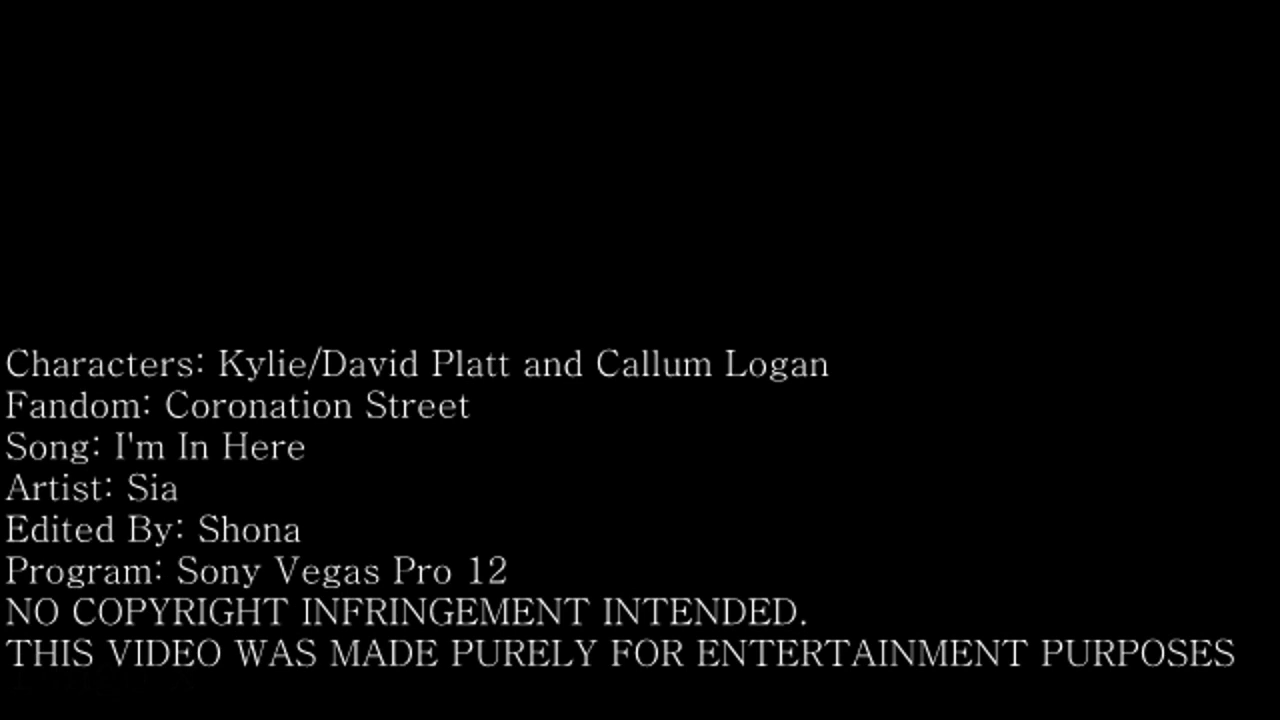 Characters: Kylie/David Platt and Callum Logan
Fandom: Coronation Street
Song: I'm In Here
Artist: Sia
Edited By: Shona
Program: Sony Vegas Pro 12
NO COPYRIGHT INFRINGEMENT INTENDED.
THIS VIDEO WAS MADE PURELY FOR ENTERTAINMENT PURPOSES